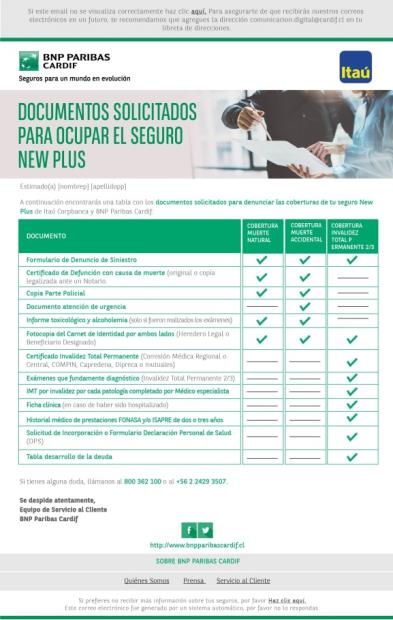 Si este email no se visualiza correctamente haz clic aquí. Para asegurarte de que recibirás nuestros correos
electrónicos en un futuro, te recomendamos que agregues la dirección comunicacion.digital@cardif.cl en tu
libreta de direcciones.
BNP PARIBAS
CARDIF
Seguros para un mundo en evolución
Itaú
DOCUMENTOS SOLICITADOS
PARA OCUPAR EL SEGURO
NEW PLUS
Estimado(a) [nombrep] [apellidopp]
A continuación encontrarás una tabla con los documentos solicitados para denunciar las coberturas de tu seguro New
Plus de Itaú Corpbanca y BNP Paribas Cardif:
DOCUMENTO
COBERTURA
MUERTE
NATURAL
COBERTURA
MUERTE
ACCIDENTAL
COBERTURA
INVALIDEZ
TOTAL P
ERMANENTE 2/3
Formulario de Denuncio de Siniestro
Certificado de Defunción con causa de muerte (original o copia
legalizada ante un Notario.
Copia Parte Policial
Documento atención de urgencia
Informe toxicológico y alcoholemia (solo si fueron realizados los exámenes)
Fotocopia del Carnet de Identidad por ambos lados (Heredero Legal o
Beneficiario Designado)
Certificado Invalidez Total Permanente (Comisión Médica Regional o
Central, COMPIN, Capredena, Dipreca o mutuales)
Exámenes que fundamente diagnóstico (Invalidez Total Permanente 2/3)
IMT por invalidez por cada patología completado por Médico especialista
Ficha clínica (en caso de haber sido hospitalizado)
Historial médico de prestaciones FONASA y/o ISAPRE de dos o tres años
Solicitud de Incorporación o Formulario Declaración Personal de Salud
(DPS)
Tabla desarrollo de la deuda
Si tienes alguna duda, llámanos al 800 362 100 o al +56 2 2429 3507.
Se despide atentamente,
Equipo de Servicio al Cliente
BNP Paribas Cardif
http://www.bnpparibascardif.cl
SOBRE BNP PARIBAS CARDIF
Quiénes Somos Prensa Servicio al Cliente
Si prefieres no recibir más información sobre tus seguros, por favor Haz clic aquí.
Este correo electrónico fue generado por un sistema automático, por favor no lo respondas